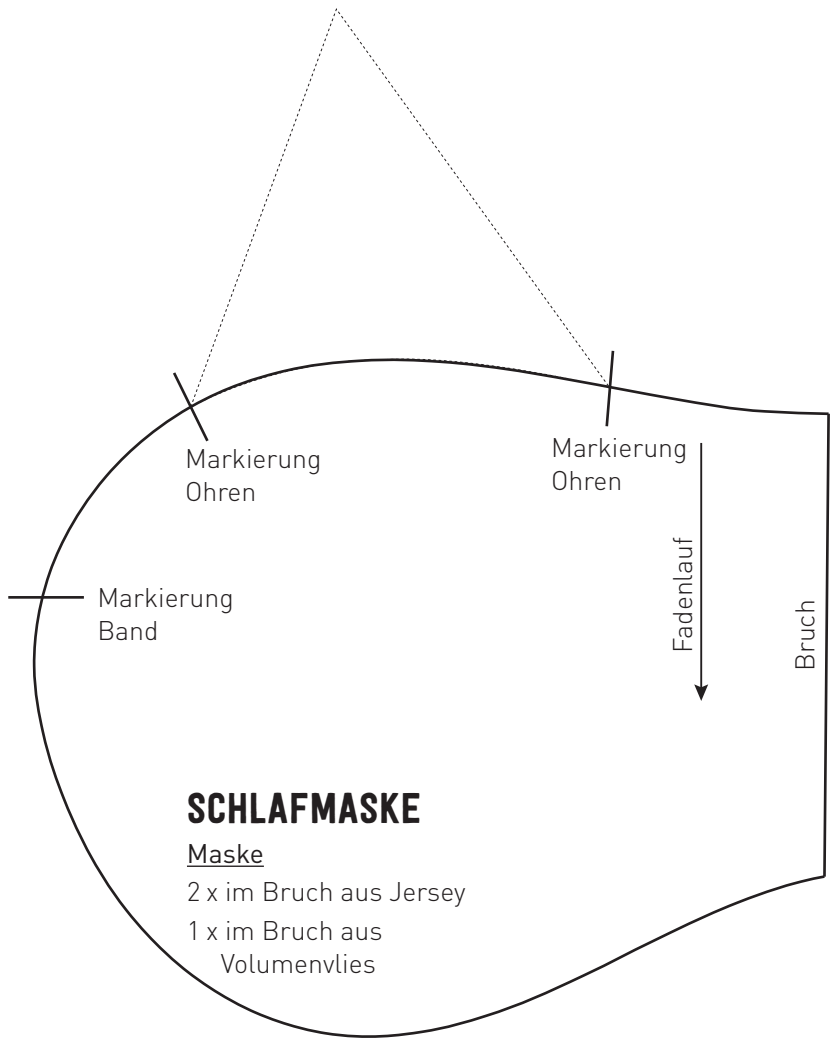 Markierung
Ohren
Markierung
Ohren
Markierung
Band
Fadenlauf
Bruch
SCHLAFMASKE
Maske
2 x im Bruch aus Jersey
1 x im Bruch aus
Volumenvlies